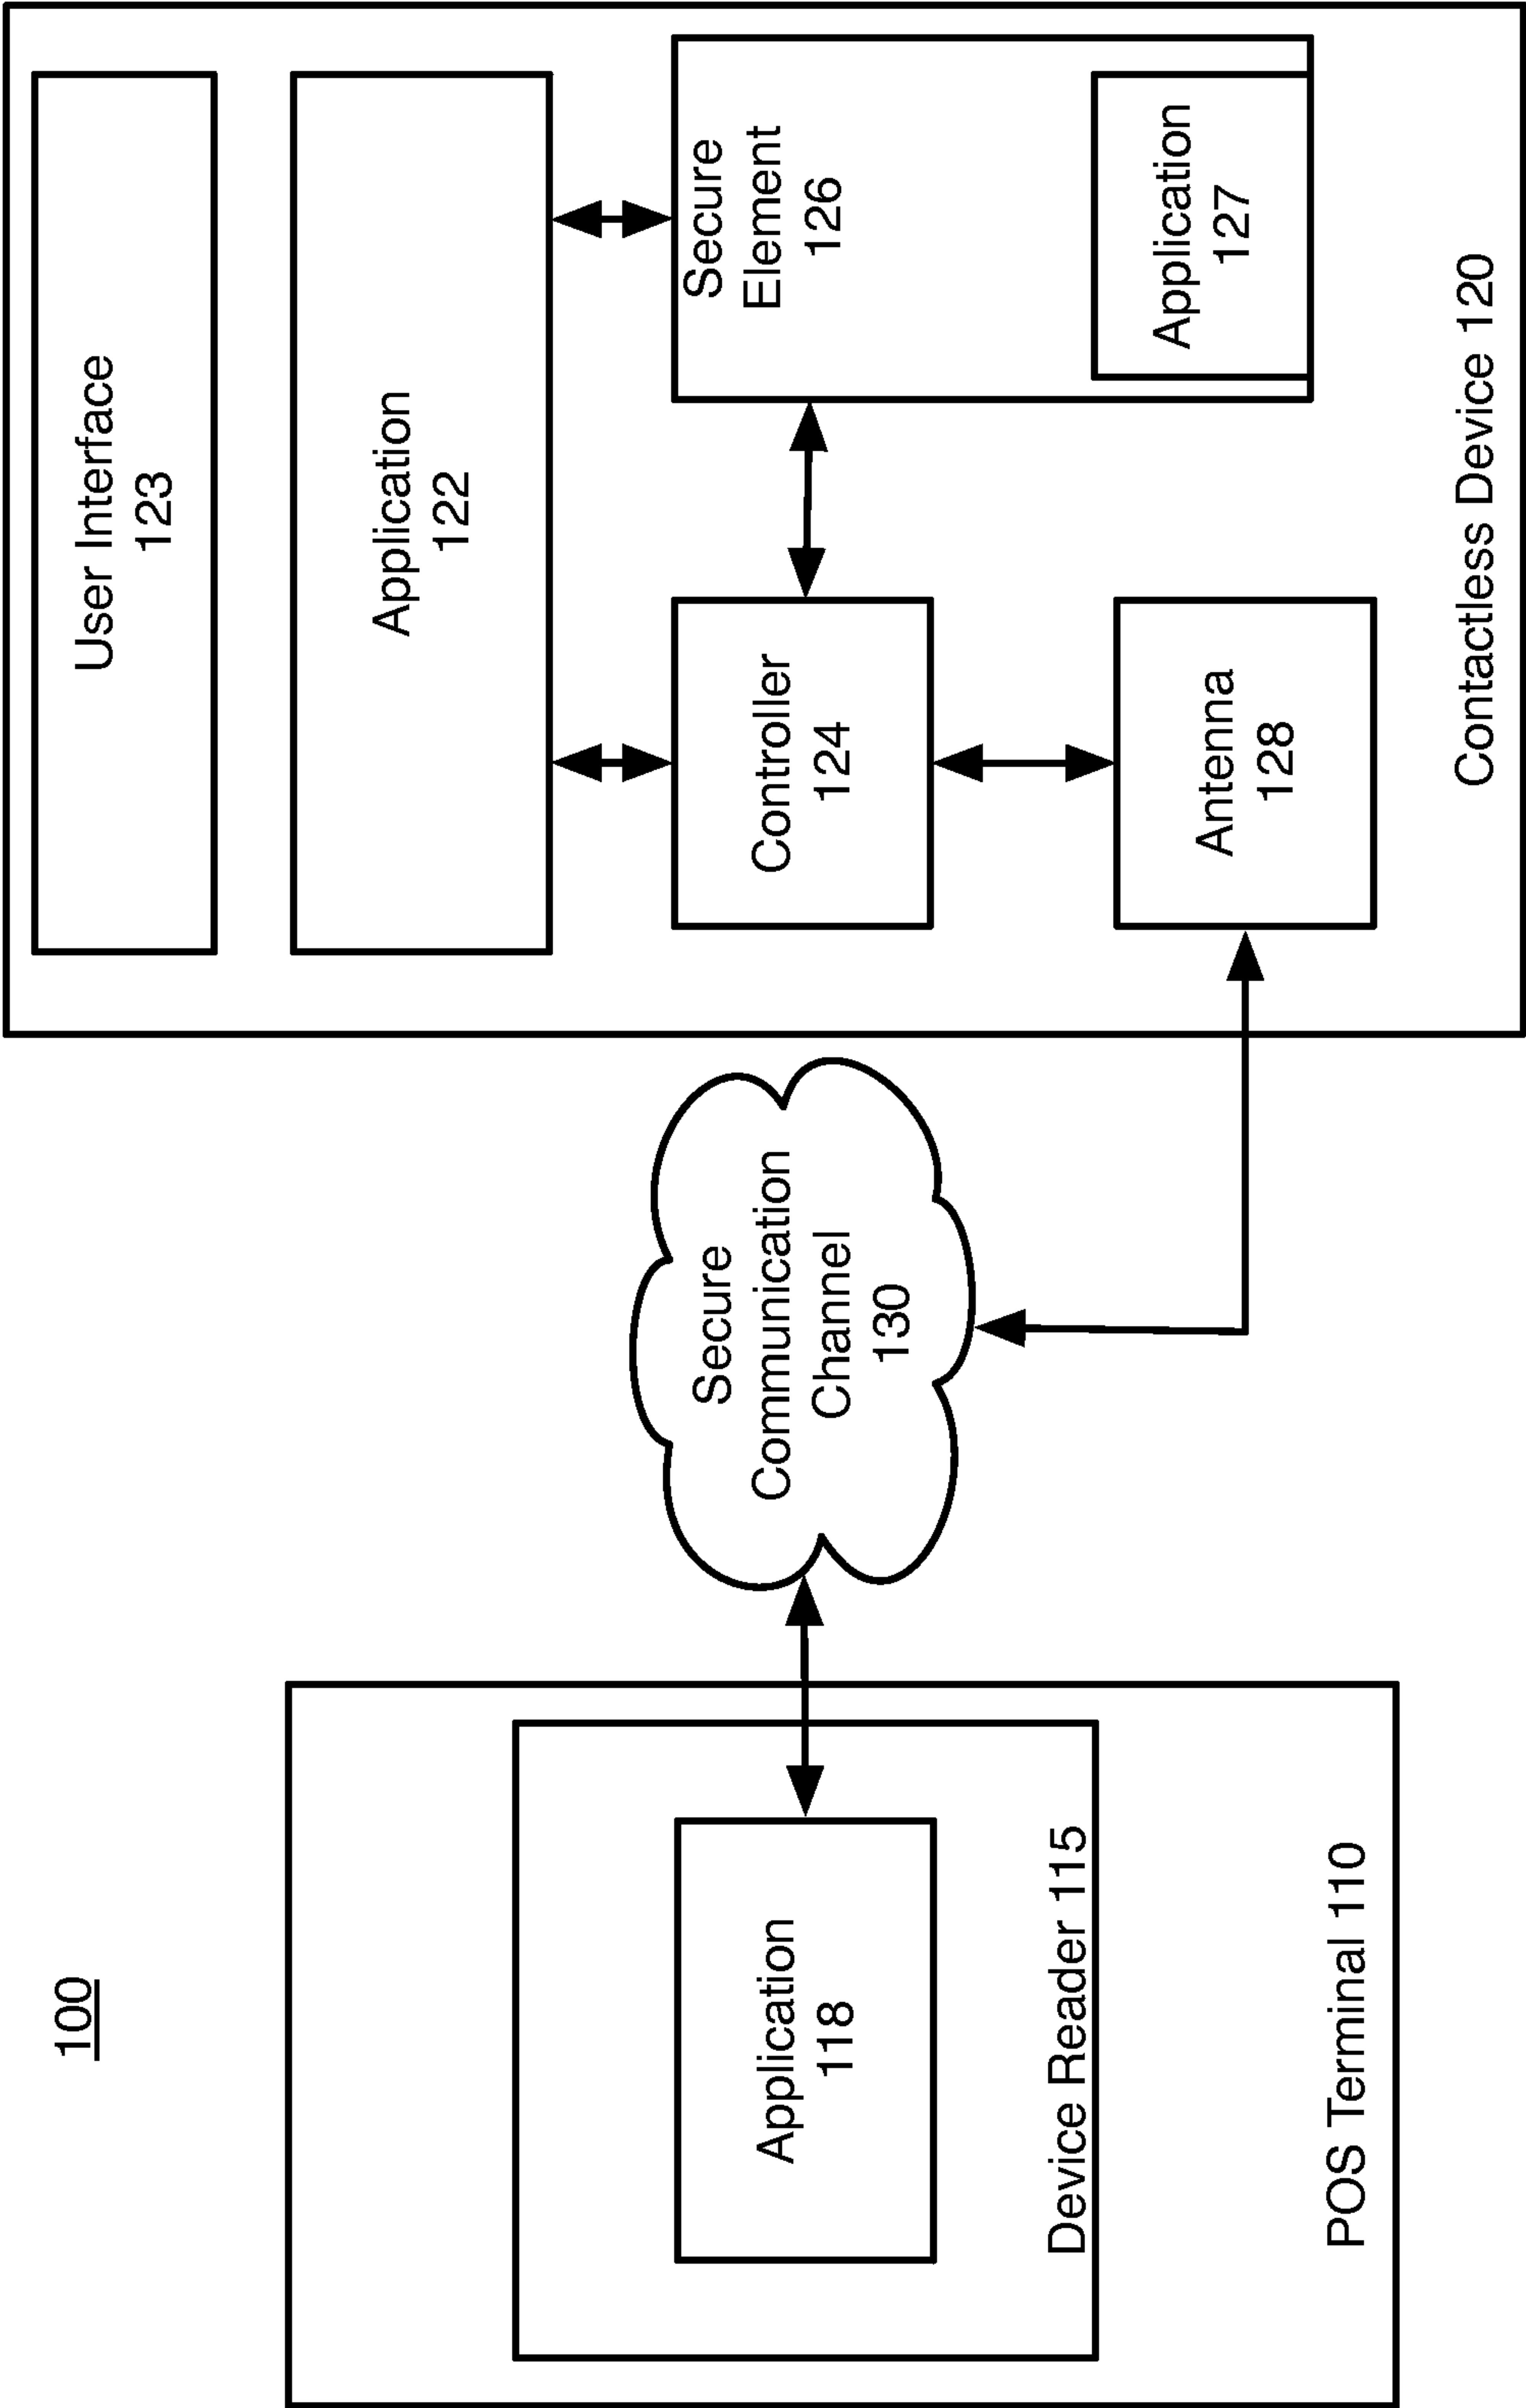 100
Application
118
Device Reader 115
POS Terminal 110
Secure
Communication
Channel
130
User Interface
123
Application
122
Controller
124
Secure
Element
126
Application
127
Antenna
128
Contactless Device 120